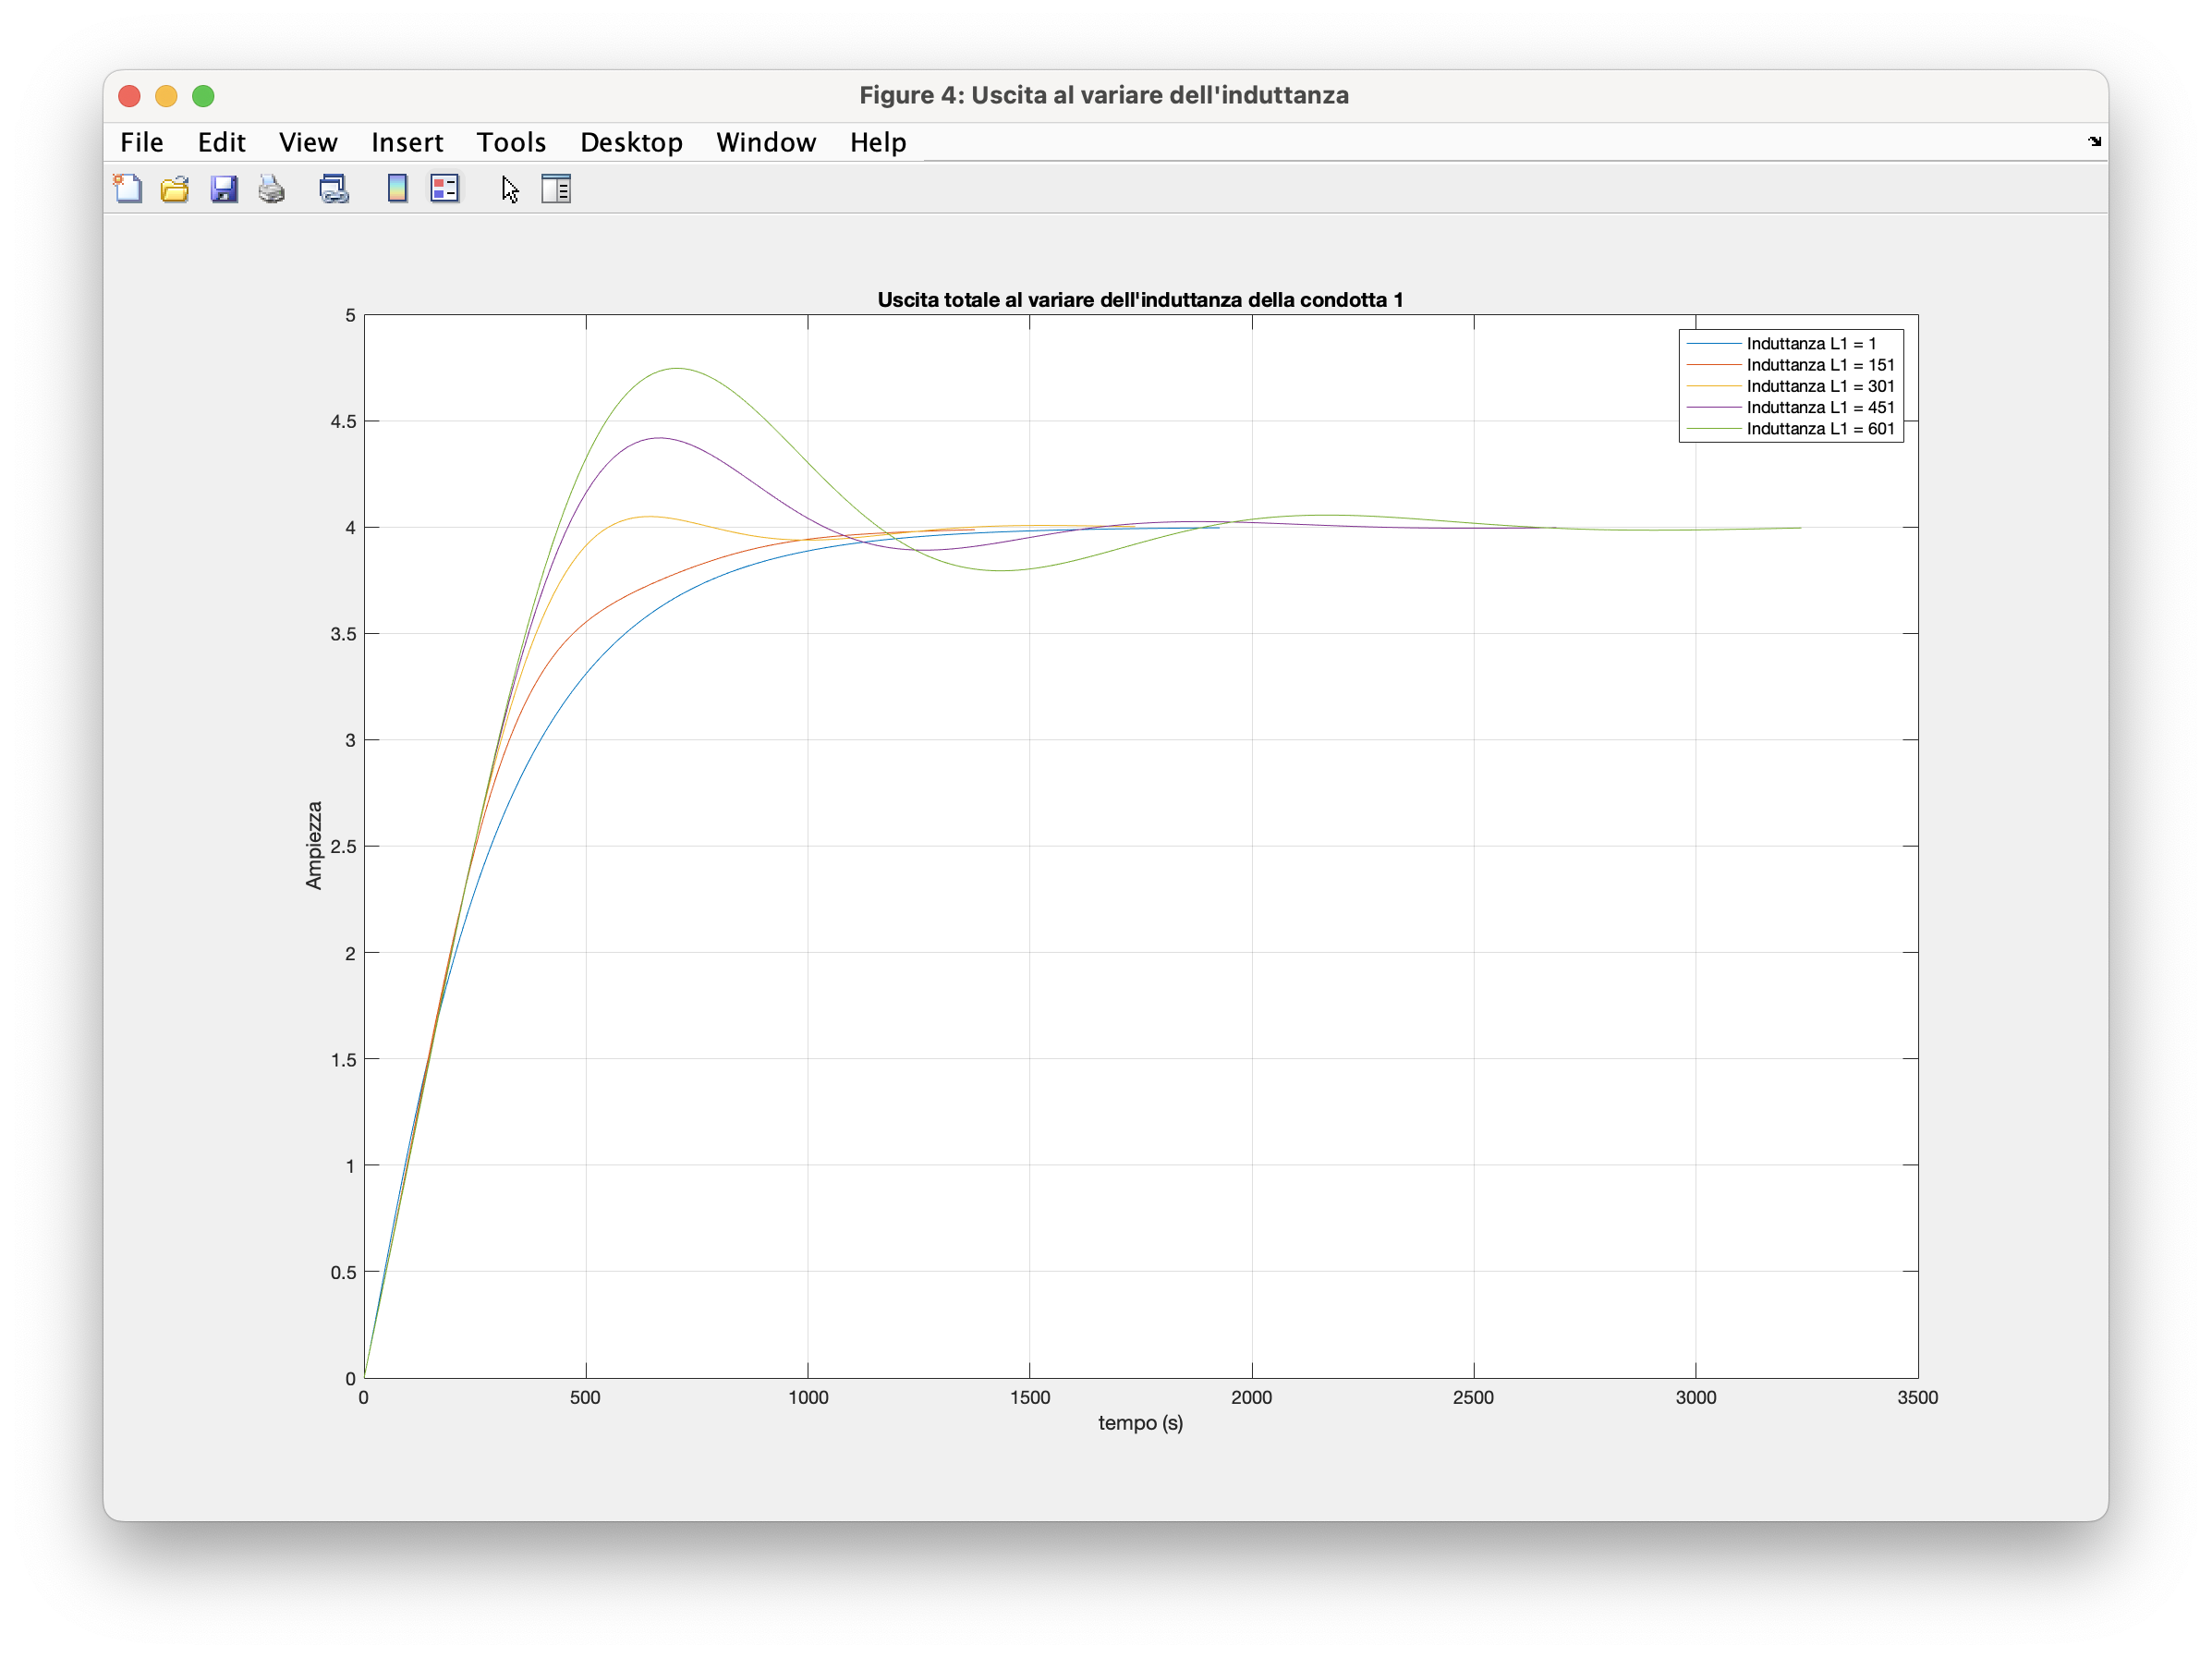 Figure 4: Uscita al variare dell'induttanza
File Edit View Insert Tools Desktop Window Help
Uscita totale al variare dell'induttanza della condotta 1
5
4.5
4
3.5
3
2.5
2
1.5
1
0.5
0
Ampiezza
Induttanza L1 = 1
Induttanza L1 = 151
Induttanza L1 = 301
Induttanza L1 = 451
Induttanza L1 = 601
0 500 1000 1500 2000 2500 3000 3500
tempo (s)